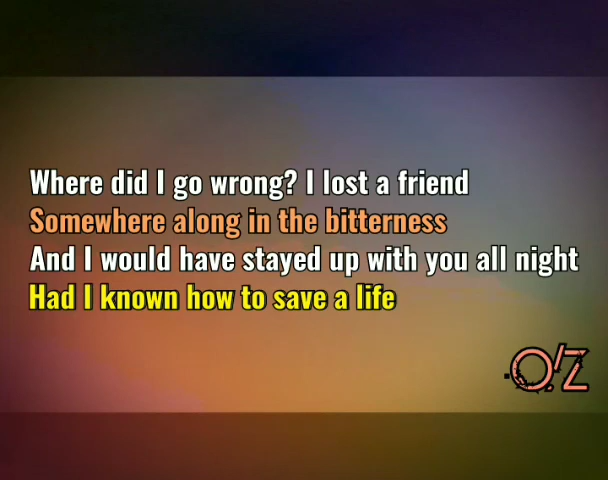 Where did I go wrong? I lost a friend
Somewhere along in the bitterness
And I would have stayed up with you all night
Had I known how to save a life
O!Z